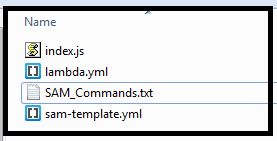 Name
index.js
lambda.yml
SAM_Commands.txt
sam-template.yml